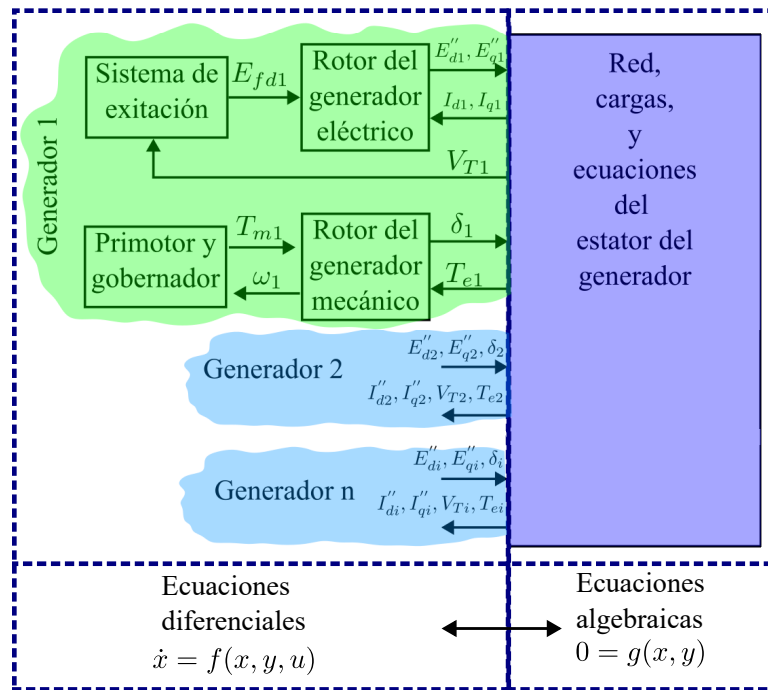 Generador 1
Sistema de
exitación
E_{fd1}
Rotor del
generador
eléctrico
E''_{d1}, E''_{q1}
I_{d1}, I_{q1}
V_{T1}
Primotor y
gobernador
T_{m1}
ω_1
Rotor del
generador
mecánico
δ_1
T_{e1}
Generador 2
E''_{d2}, E''_{q2}, δ_2
I''_{d2}, I''_{q2}, V_{T2}, T_{e2}
Generador n
E''_{di}, E''_{qi}, δ_i
I''_{di}, I''_{qi}, V_{Ti}, T_{ei}
Red,
cargas,
y
ecuaciones
del
estator del
generador
Ecuaciones
diferenciales
ẋ = f(x, y, u)
Ecuaciones
algebraicas
0 = g(x, y)